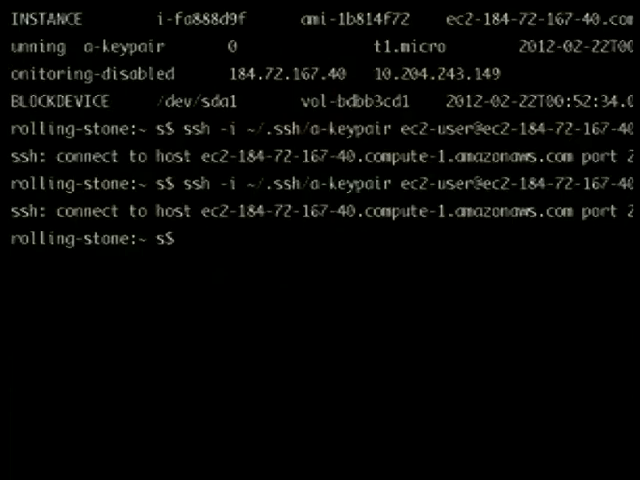 INSTANCE i-fa888d9f ami-1b814f72 ec2-184-72-167-40.com
unning a-keypair 0 t1.micro 2012-02-22T00
onitoring-disabled 184.72.167.40 10.204.243.149
BLOCKDEVICE /dev/sda1 vol-bdbb3cd1 2012-02-22T00:52:34.0
rolling-stone:~ s$ ssh -i ~/.ssh/a-keypair ec2-user@ec2-184-72-167-40
ssh: connect to host ec2-184-72-167-40.compute-1.amazonaws.com port 2
rolling-stone:~ s$ ssh -i ~/.ssh/a-keypair ec2-user@ec2-184-72-167-40
ssh: connect to host ec2-184-72-167-40.compute-1.amazonaws.com port 2
rolling-stone:~ s$